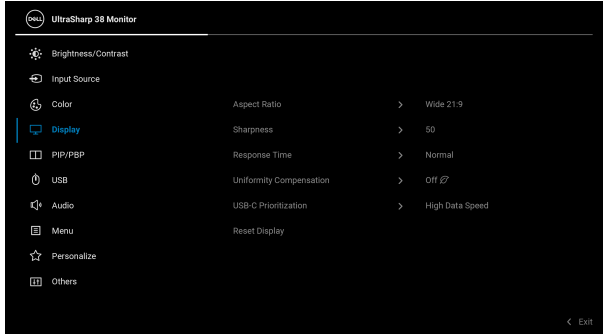 DELL UltraSharp 38 Monitor
Brightness/Contrast
Input Source
Color
Aspect Ratio > Wide 21:9
Display
Sharpness > 50
PIP/PBP
Response Time > Normal
USB
Uniformity Compensation > Off
Audio
USB-C Prioritization > High Data Speed
Menu
Reset Display
Personalize
Others
< Exit